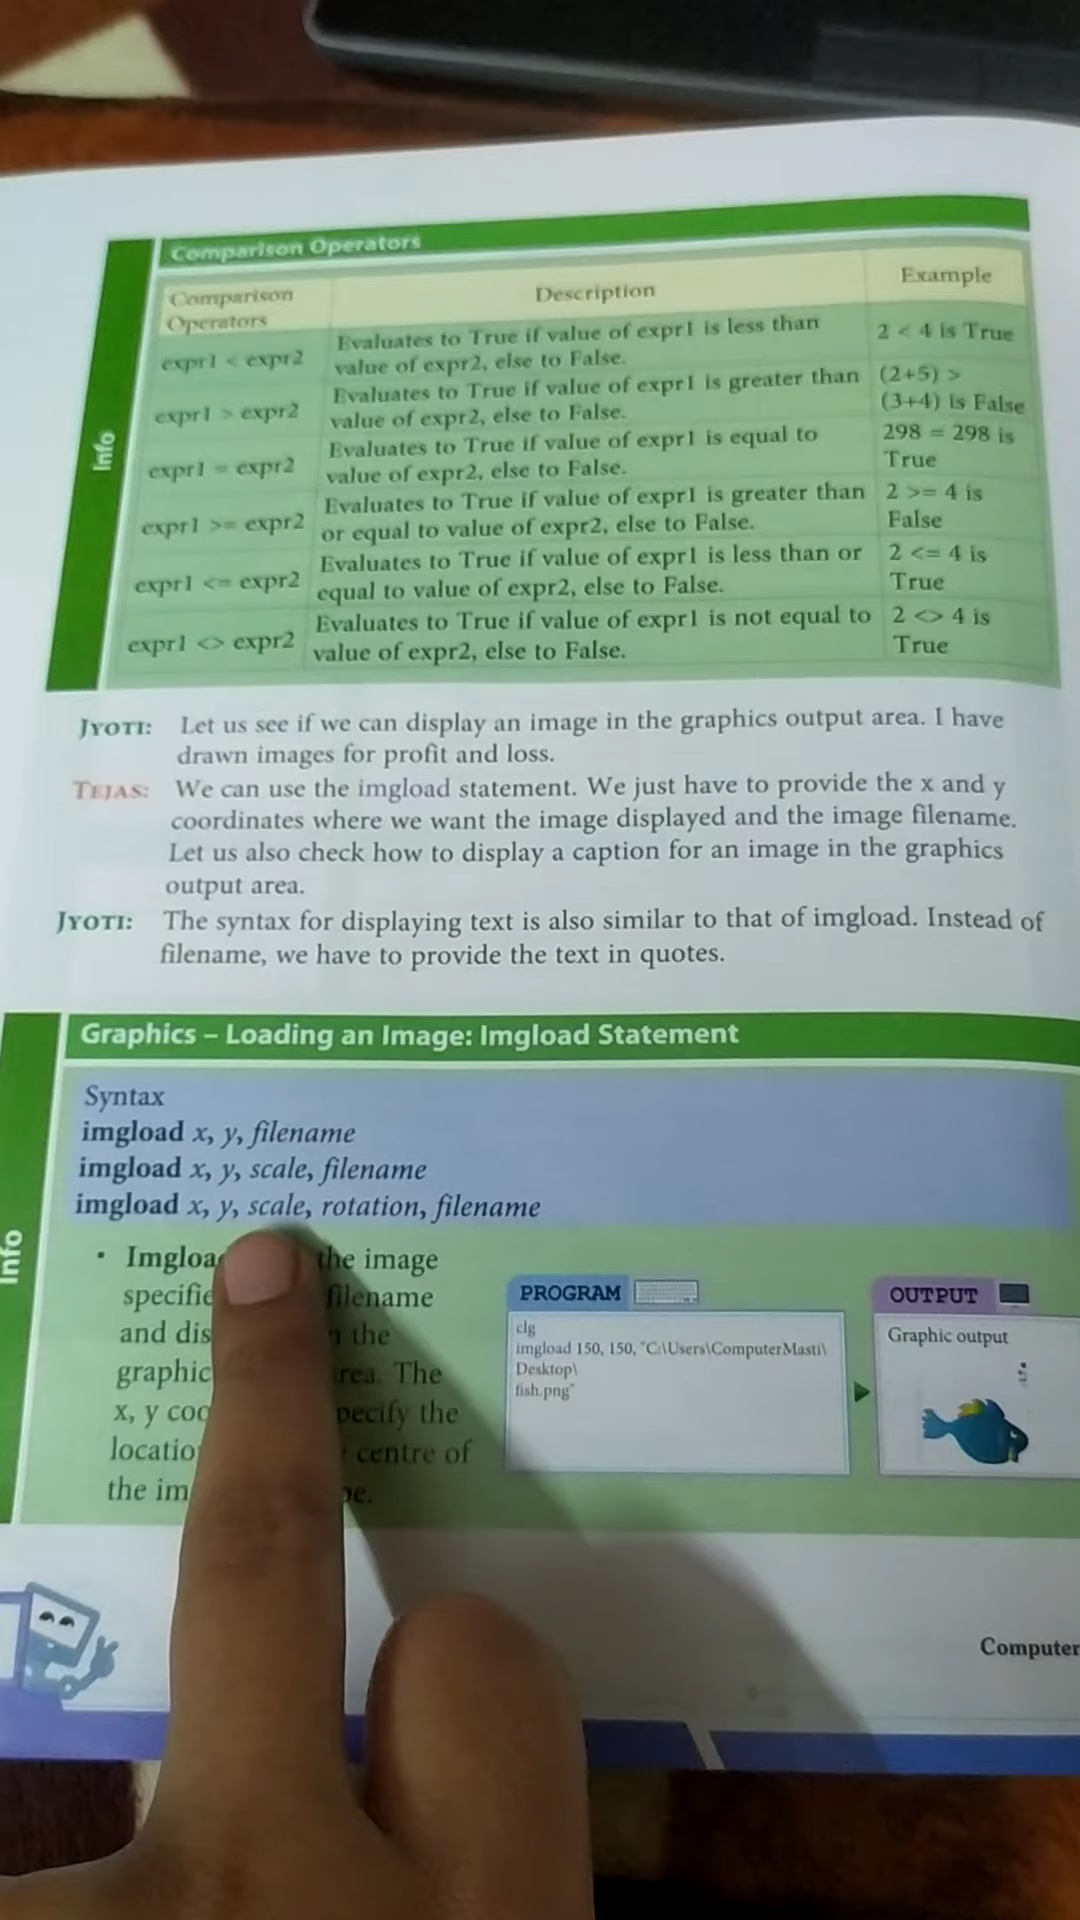 Comparison Operators
Comparison
Operators
Description
Example
expr1 < expr2
Evaluates to True if value of expr1 is less than
value of expr2, else to False.
2 < 4 is True
expr1 > expr2
Evaluates to True if value of expr1 is greater than
value of expr2, else to False.
(2+5) >
(3+4) is False
expr1 = expr2
Evaluates to True if value of expr1 is equal to
value of expr2, else to False.
298 = 298 is
True
expr1 >= expr2
Evaluates to True if value of expr1 is greater than
or equal to value of expr2, else to False.
2 >= 4 is
False
expr1 <= expr2
Evaluates to True if value of expr1 is less than or
equal to value of expr2, else to False.
2 <= 4 is
True
expr1 <> expr2
Evaluates to True if value of expr1 is not equal to
value of expr2, else to False.
2 <> 4 is
True
Info
JYOTI: Let us see if we can display an image in the graphics output area. I have
drawn images for profit and loss.
TEJAS: We can use the imgload statement. We just have to provide the x and y
coordinates where we want the image displayed and the image filename.
Let us also check how to display a caption for an image in the graphics
output area.
JYOTI: The syntax for displaying text is also similar to that of imgload. Instead of
filename, we have to provide the text in quotes.
Graphics – Loading an Image: Imgload Statement
Syntax
imgload x, y, filename
imgload x, y, scale, filename
imgload x, y, scale, rotation, filename
Info
• the image
filename
and the
The
x, y
centre of
the
PROGRAM
clg
imgload 150, 150, "C:\Users\ComputerMasti\
Desktop\
fish.png"
OUTPUT
Graphic output
Computer